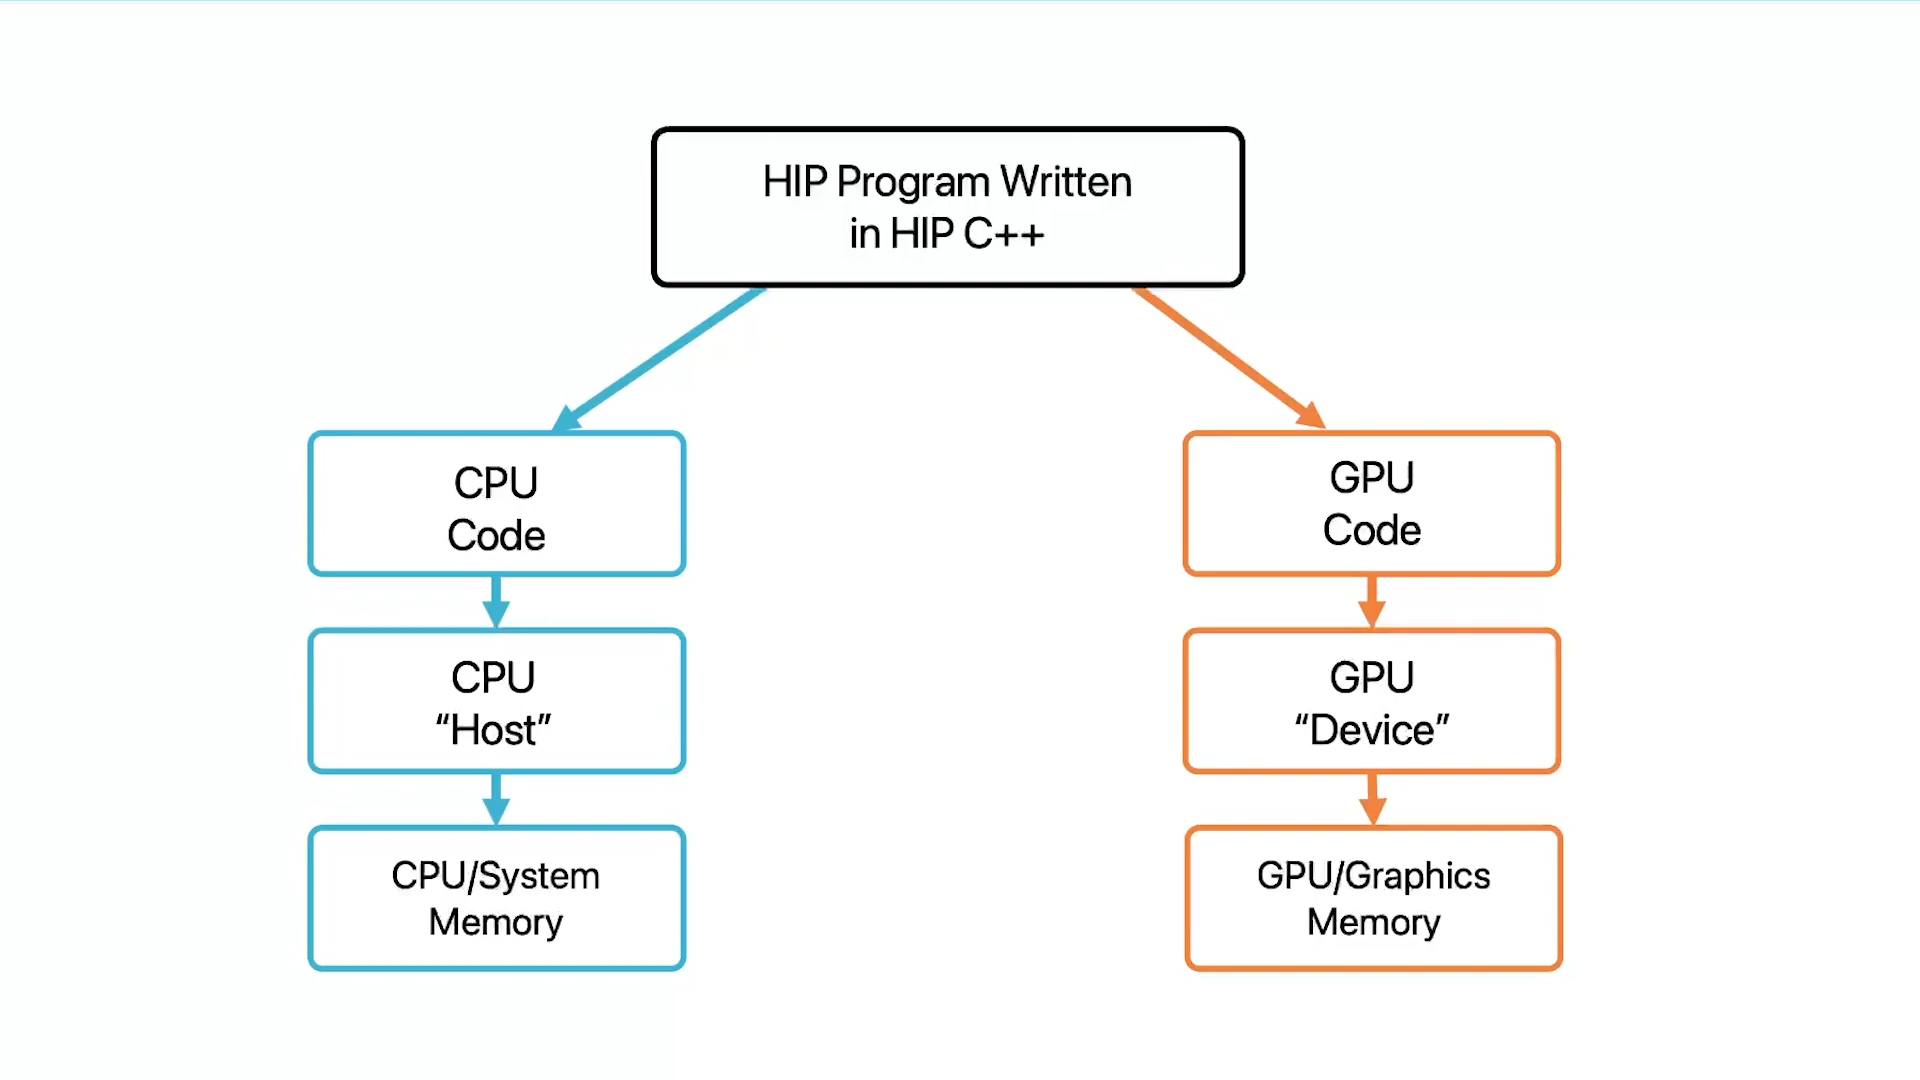 HIP Program Written
in HIP C++
CPU
Code
GPU
Code
CPU
“Host”
GPU
“Device”
CPU/System
Memory
GPU/Graphics
Memory